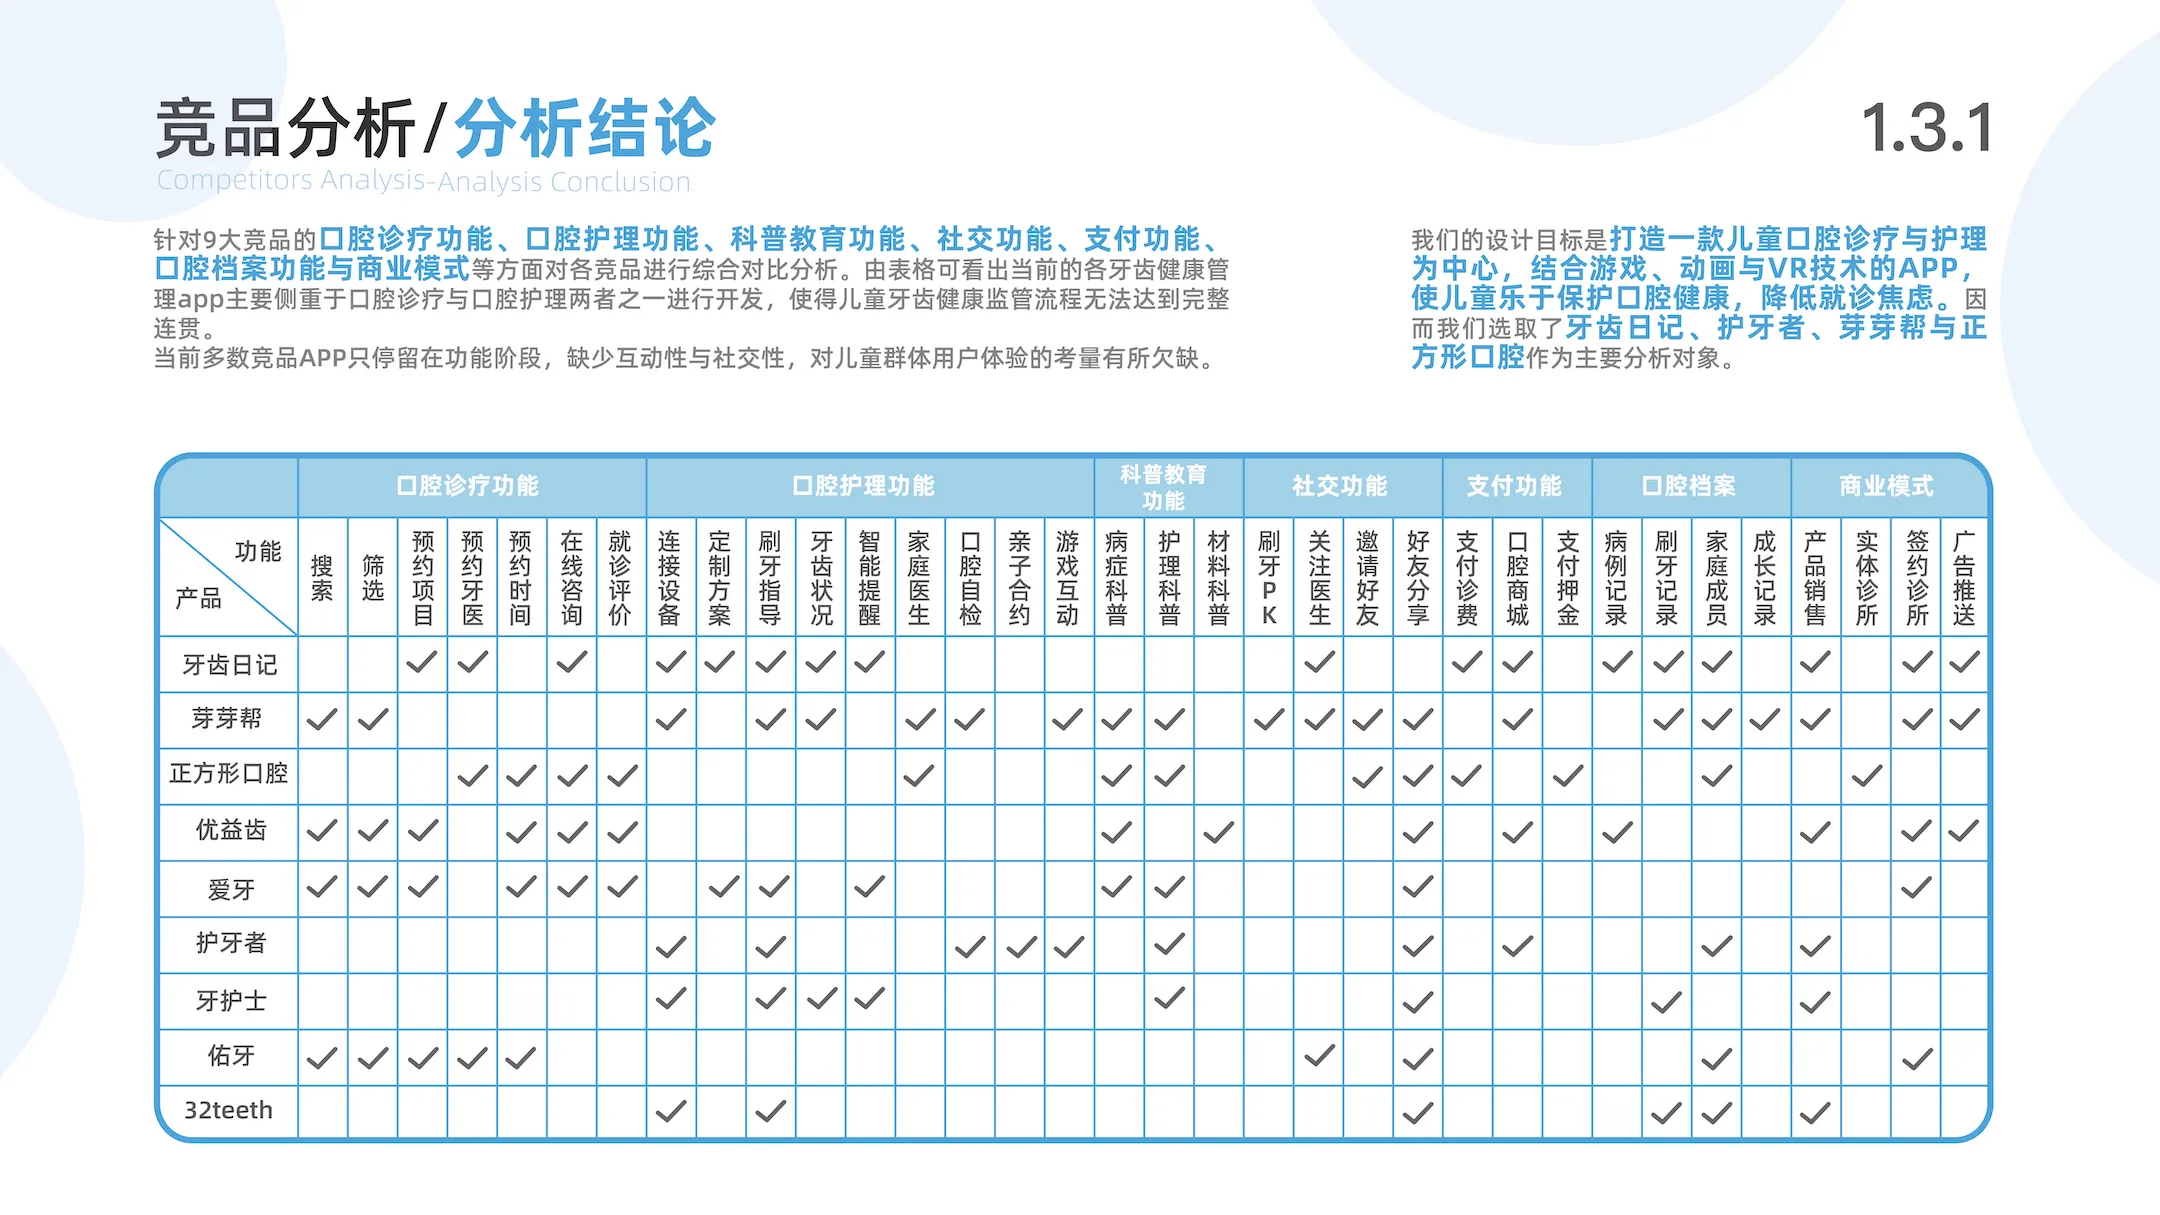 竞品分析/分析结论
1.3.1
Competitors Analysis-Analysis Conclusion
针对9大竞品的口腔诊疗功能、口腔护理功能、科普教育功能、社交功能、支付功能、
口腔档案功能与商业模式等方面对各竞品进行综合对比分析。由表格可看出当前的各牙齿健康管
理app主要侧重于口腔诊疗与口腔护理两者之一进行开发，使得儿童牙齿健康监管流程无法达到完整
连贯。
当前多数竞品APP只停留在功能阶段，缺少互动性与社交性，对儿童群体用户体验的考量有所欠缺。
我们的设计目标是打造一款儿童口腔诊疗与护理
为中心，结合游戏、动画与VR技术的APP，
使儿童乐于保护口腔健康，降低就诊焦虑。因
而我们选取了牙齿日记、护牙者、芽芽帮与正
方形口腔作为主要分析对象。
口腔诊疗功能
口腔护理功能
科普教育
功能
社交功能
支付功能
口腔档案
商业模式
功能
产品
搜索
筛选
预约项目
预约牙医
预约时间
在线咨询
就诊评价
连接设备
定制方案
刷牙指导
牙齿状况
智能提醒
家庭医生
口腔自检
亲子合约
游戏互动
病症科普
护理科普
材料科普
刷牙PK
关注医生
邀请好友
好友分享
支付诊费
口腔商城
支付押金
病例记录
刷牙记录
家庭成员
成长记录
产品销售
实体诊所
签约诊所
广告推送
牙齿日记
芽芽帮
正方形口腔
优益齿
爱牙
护牙者
牙护士
佑牙
32teeth